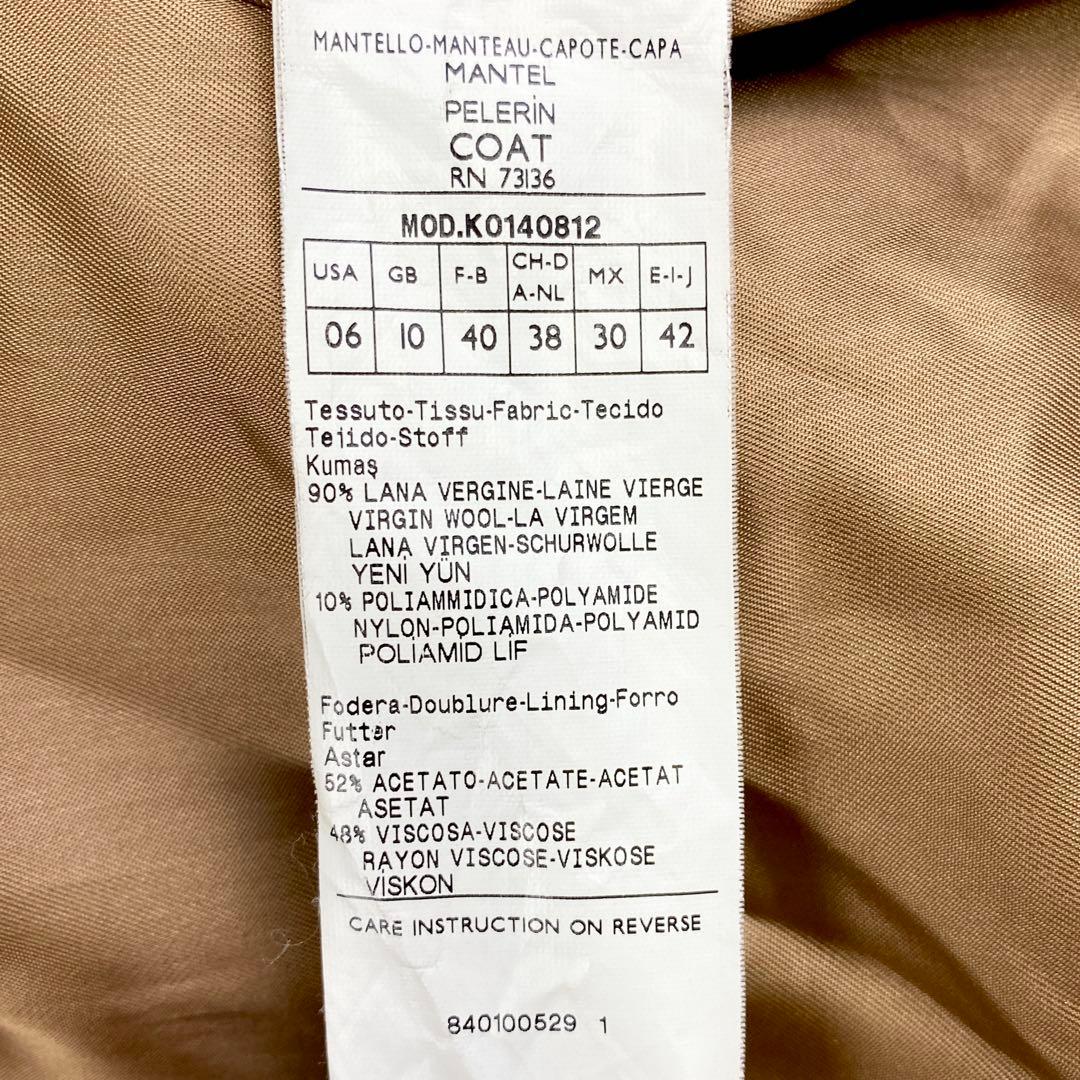 MANTELLO-MANTEAU-CAPOTE-CAPA
MANTEL
PELERİN
COAT
RN 73136
MOD.K0140812
USA GB F-B CH-D A-NL MX E-I-J
06 10 40 38 30 42
Tessuto-Tissu-Fabric-Tecido
Tejido-Stoff
Kumaş
90% LANA VERGINE-LAINE VIERGE
VIRGIN WOOL-LA VIRGEM
LANA VIRGEN-SCHURWOLLE
YENİ YÜN
10% POLIAMMIDICA-POLYAMIDE
NYLON-POLIAMIDA-POLYAMID
POLİAMİD LİF
Fodera-Doublure-Lining-Forro
Futter
Astar
52% ACETATO-ACETATE-ACETAT
ASETAT
48% VISCOSA-VISCOSE
RAYON VISCOSE-VISKOSE
VİSKON
CARE INSTRUCTION ON REVERSE
840100529 1